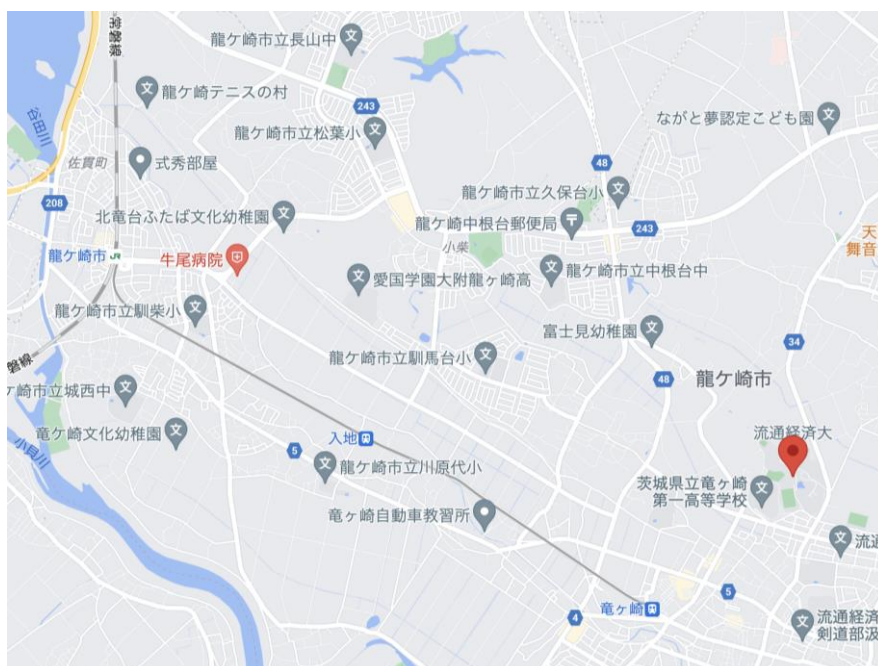 常磐線
龍ケ崎市立長山中
谷田川
龍ケ崎テニスの村
243
龍ケ崎市立松葉小
ながと夢認定こども園
佐貫町
式秀部屋
48
208
龍ケ崎市立久保台小
北竜台ふたば文化幼稚園
龍ケ崎中根台郵便局
243
天
舞音
小柴
龍ケ崎市
JR
牛尾病院
愛国学園大附龍ヶ崎高
龍ケ崎市立中根台中
龍ケ崎市立馴柴小
富士見幼稚園
34
磐線
龍ケ崎市立馴馬台小
48
龍ケ崎市
ケ崎市立城西中
竜ケ崎文化幼稚園
小貝川
入地
流通経済大
5
龍ケ崎市立川原代小
茨城県立竜ヶ崎
第一高等学校
竜ヶ崎自動車教習所
流通
5
竜ヶ崎
4
流通経済
剣道部汲